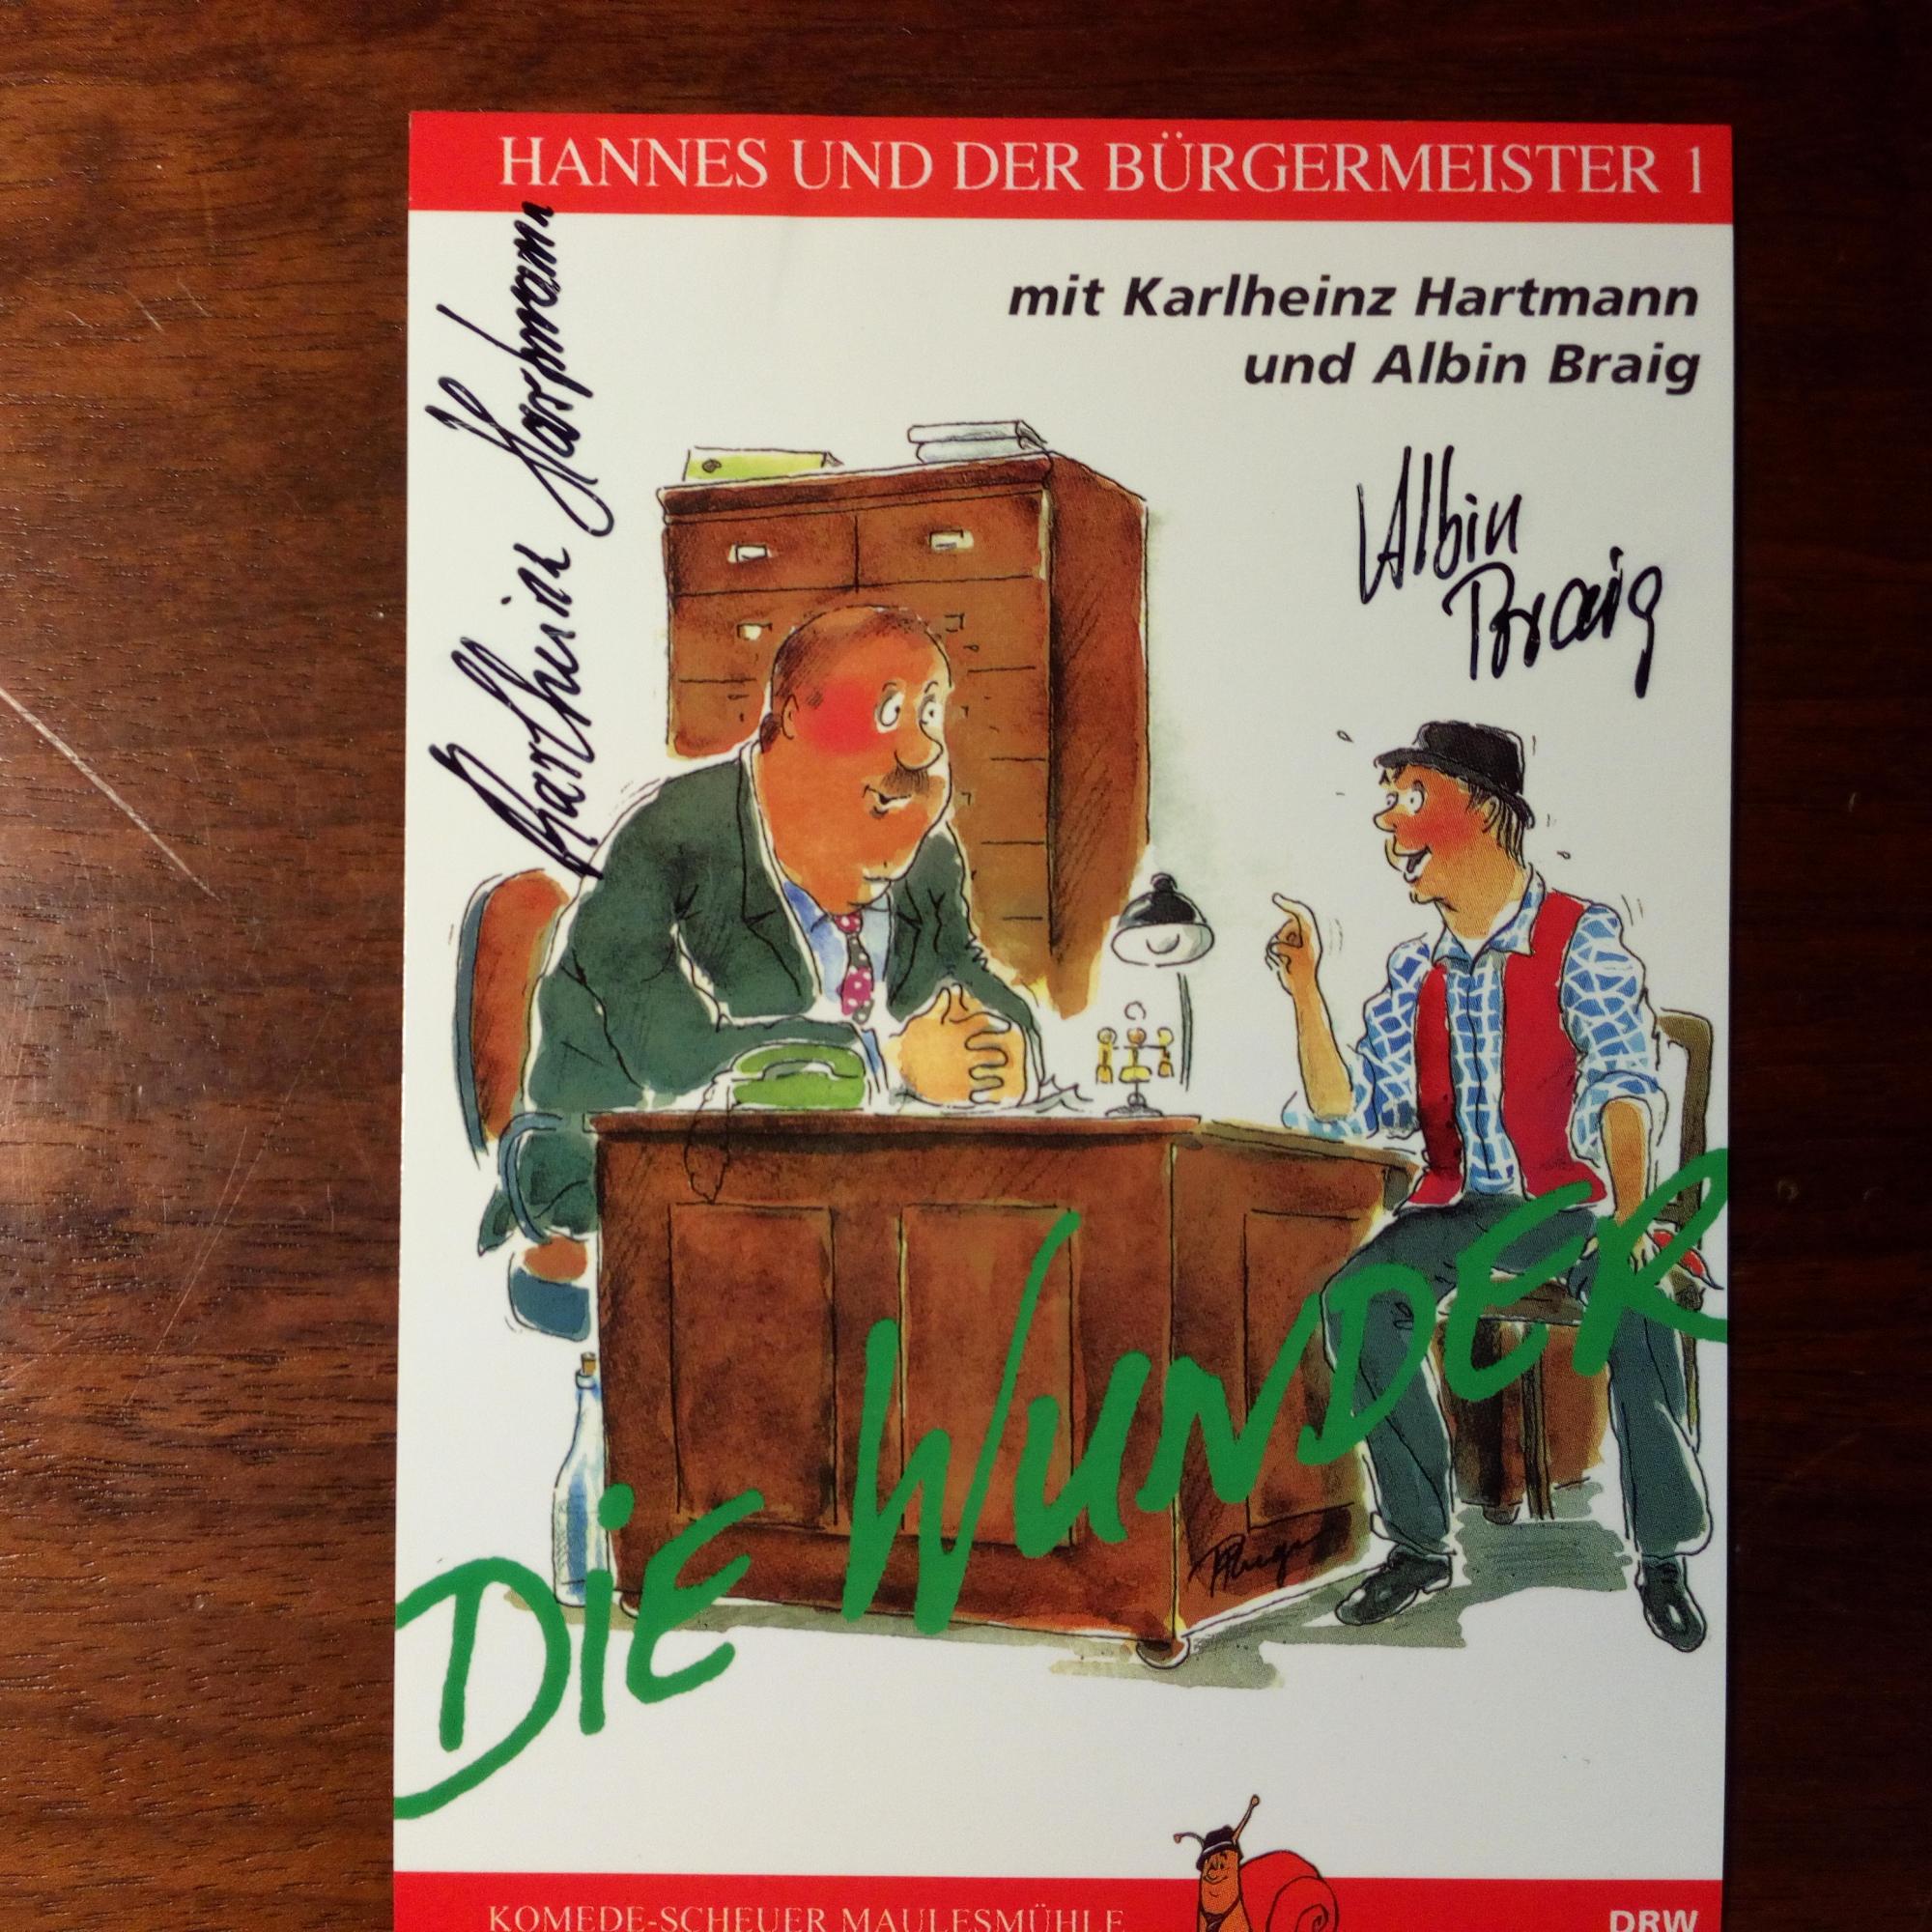 HANNES UND DER BÜRGERMEISTER 1
mit Karlheinz Hartmann
und Albin Braig
Karlheinz Hartmann
Albin
Braig
DiE WUNDER
KOMEDE-SCHEUER MAULESMÜHLE
DRW